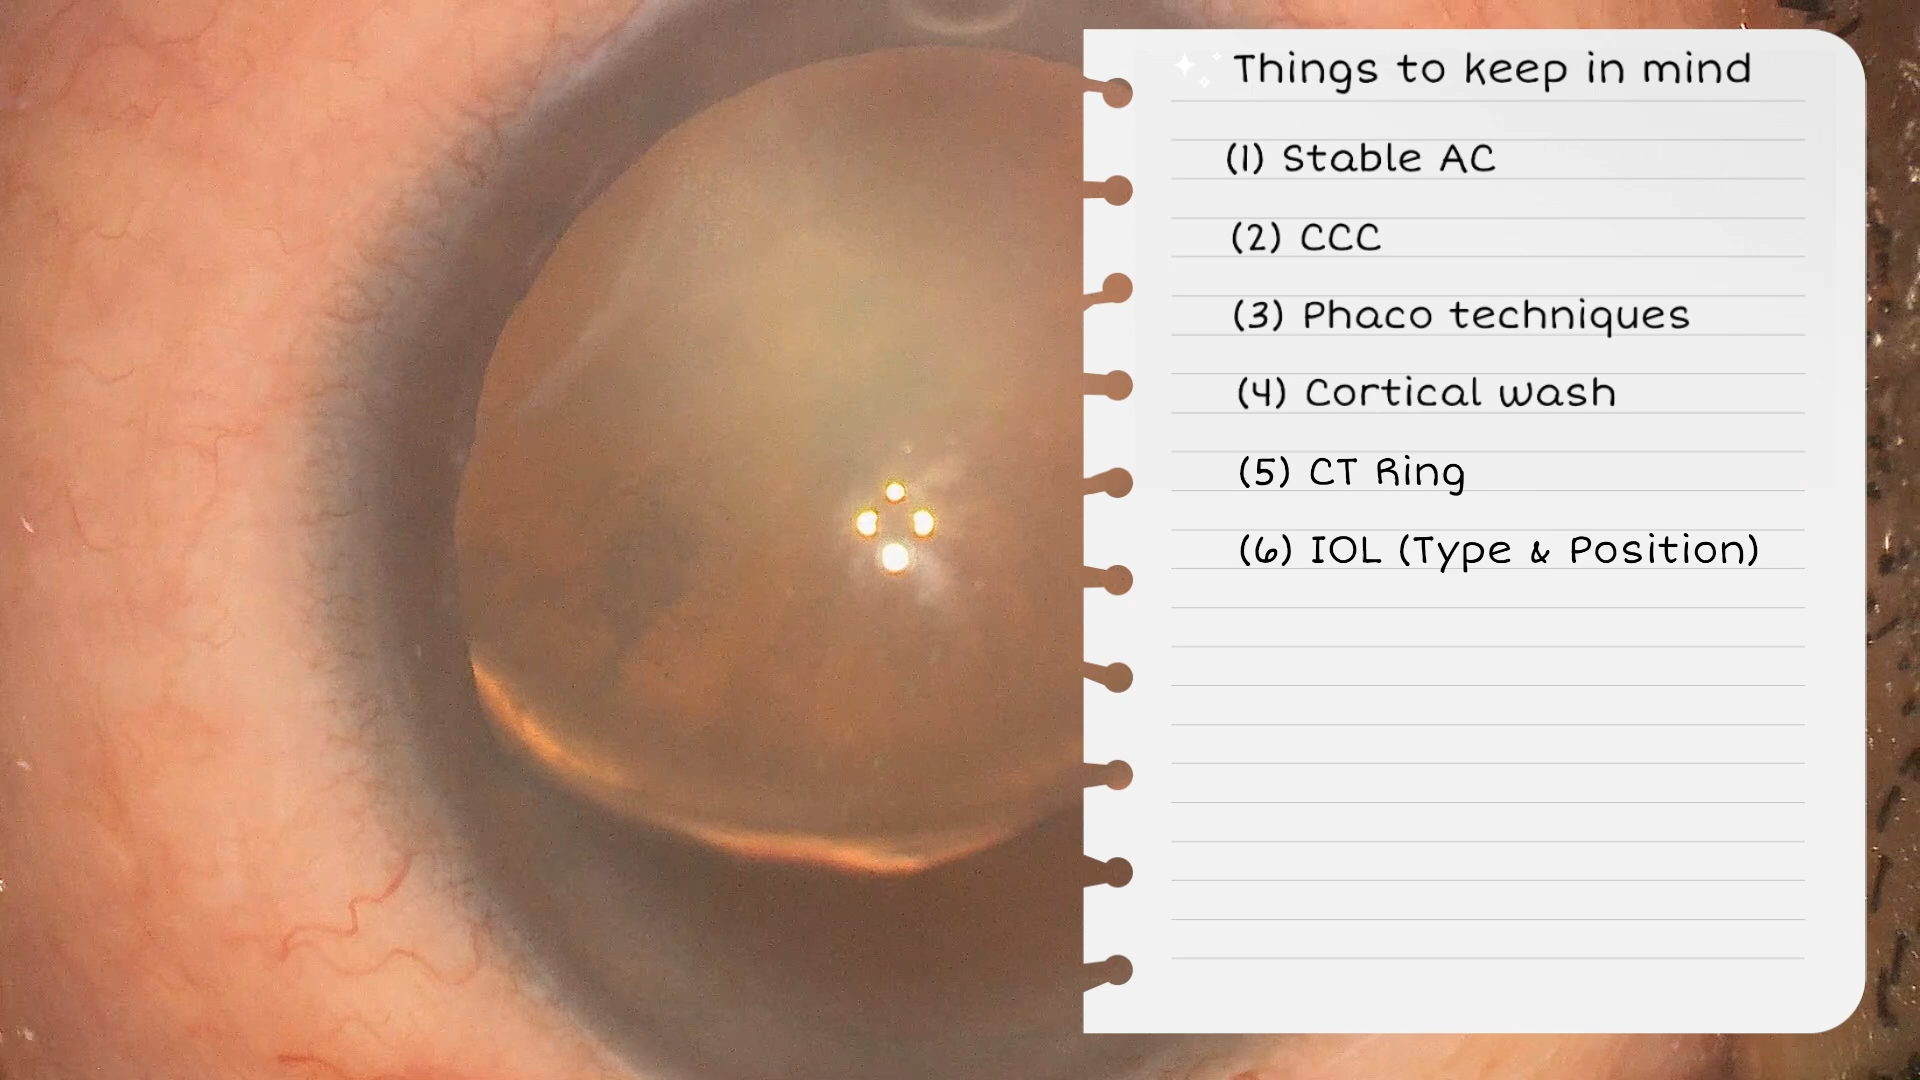 Things to keep in mind
(1) Stable AC
(2) CCC
(3) Phaco techniques
(4) Cortical wash
(5) CT Ring
(6) IOL (Type & Position)